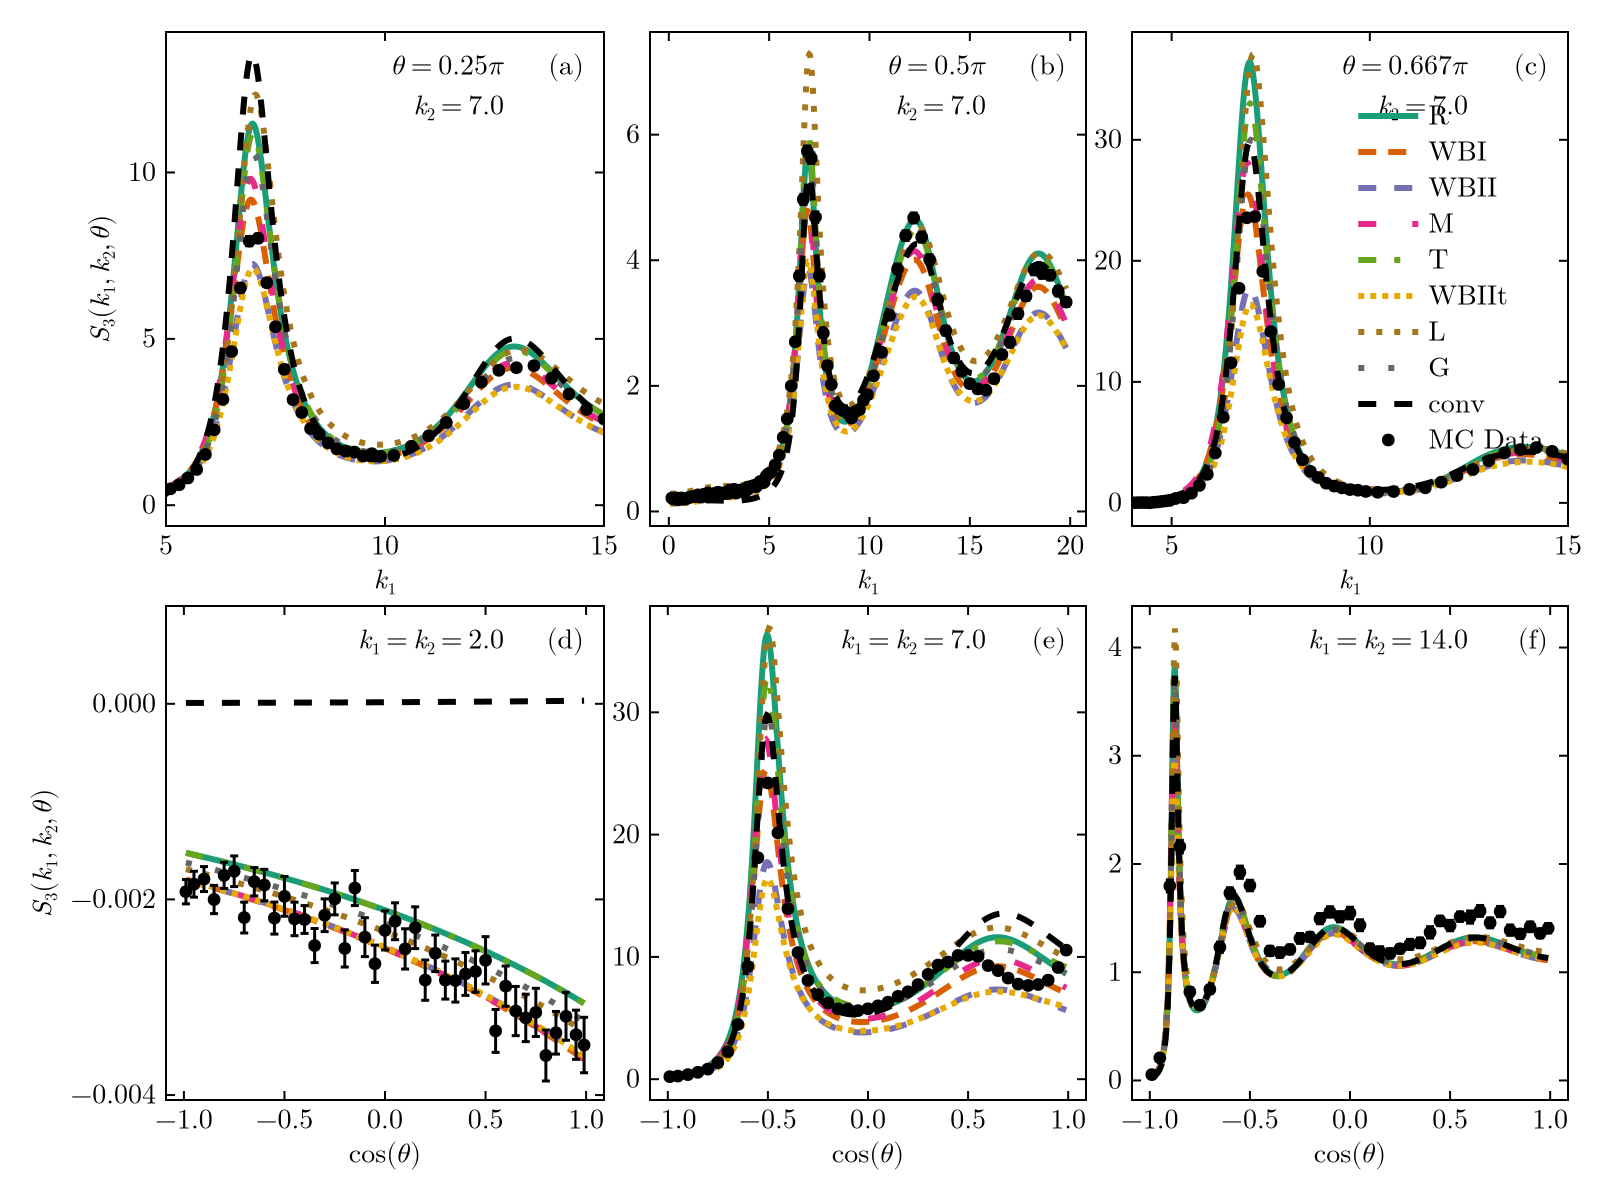 θ = 0.25π (a)
k₂ = 7.0
S₃(k₁, k₂, θ)
10
5
0
5 10 15
k₁
θ = 0.5π (b)
k₂ = 7.0
6
4
2
0
0 5 10 15 20
k₁
θ = 0.667π (c)
k₂ = 7.0
R
WBI
WBII
M
T
WBIIt
L
G
conv
MC Data
30
20
10
0
5 10 15
k₁
k₁ = k₂ = 2.0 (d)
S₃(k₁, k₂, θ)
0.000
−0.002
−0.004
−1.0 −0.5 0.0 0.5 1.0
cos(θ)
k₁ = k₂ = 7.0 (e)
30
20
10
0
−1.0 −0.5 0.0 0.5 1.0
cos(θ)
k₁ = k₂ = 14.0 (f)
4
3
2
1
0
−1.0 −0.5 0.0 0.5 1.0
cos(θ)